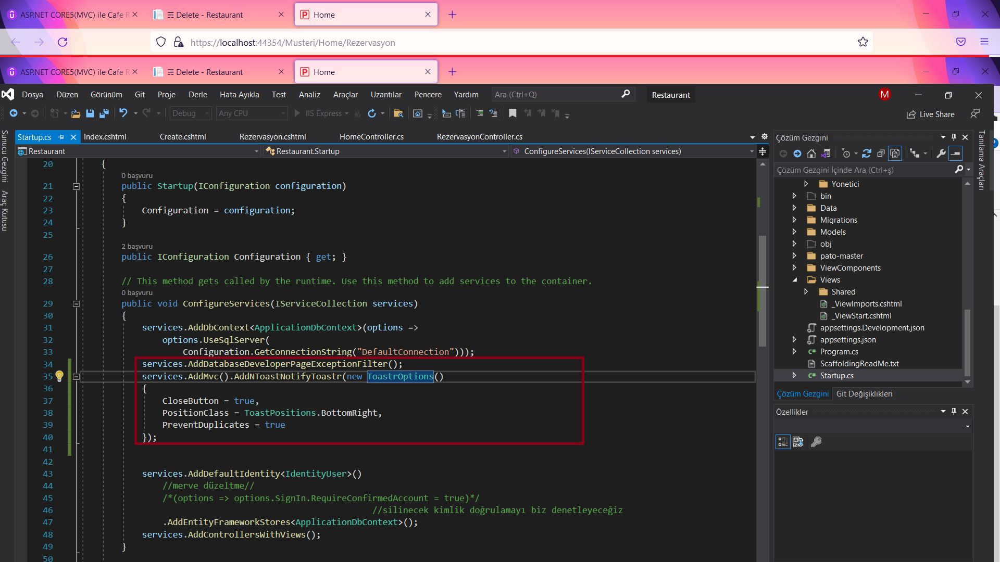 ASP.NET CORE5(MVC) ile Cafe R
☰ Delete - Restaurant
Home
https://localhost:44354/Musteri/Home/Rezervasyon
ASP.NET CORE5(MVC) ile Cafe R
☰ Delete - Restaurant
Home
Dosya Düzen Görünüm Git Proje Derle Hata Ayıkla Test Analiz Araçlar Uzantılar Pencere Yardım Ara (Ctrl+Q) Restaurant M
Debug Any CPU IIS Express Live Share
Sunucu Gezgini
Araç Kutusu
Startup.cs Index.cshtml Create.cshtml Rezervasyon.cshtml HomeController.cs RezervasyonController.cs
Restaurant Restaurant.Startup ConfigureServices(IServiceCollection services)
20 {
0 başvuru
21 public Startup(IConfiguration configuration)
22 {
23 Configuration = configuration;
24 }
25
2 başvuru
26 public IConfiguration Configuration { get; }
27
28 // This method gets called by the runtime. Use this method to add services to the container.
0 başvuru
29 public void ConfigureServices(IServiceCollection services)
30 {
31 services.AddDbContext<ApplicationDbContext>(options =>
32 options.UseSqlServer(
33 Configuration.GetConnectionString("DefaultConnection")));
34 services.AddDatabaseDeveloperPageExceptionFilter();
35 services.AddMvc().AddNToastNotifyToastr(new ToastrOptions()
36 {
37 CloseButton = true,
38 PositionClass = ToastPositions.BottomRight,
39 PreventDuplicates = true
40 });
41
42
43 services.AddDefaultIdentity<IdentityUser>()
44 //merve düzeltme//
45 /*(options => options.SignIn.RequireConfirmedAccount = true)*/
46 //silinecek kimlik doğrulamayı biz denetleyeceğiz
47 .AddEntityFrameworkStores<ApplicationDbContext>();
48 services.AddControllersWithViews();
49 }
50
Çözüm Gezgini
Çözüm Gezgini İçinde Ara (Ctrl+ş)
Yonetici
bin
Data
Migrations
Models
obj
pato-master
ViewComponents
Views
Shared
_ViewImports.cshtml
_ViewStart.cshtml
appsettings.Development.json
appsettings.json
Program.cs
ScaffoldingReadMe.txt
Startup.cs
Çözüm Gezgini Git Değişiklikleri
Özellikler
Tanılama Araçları